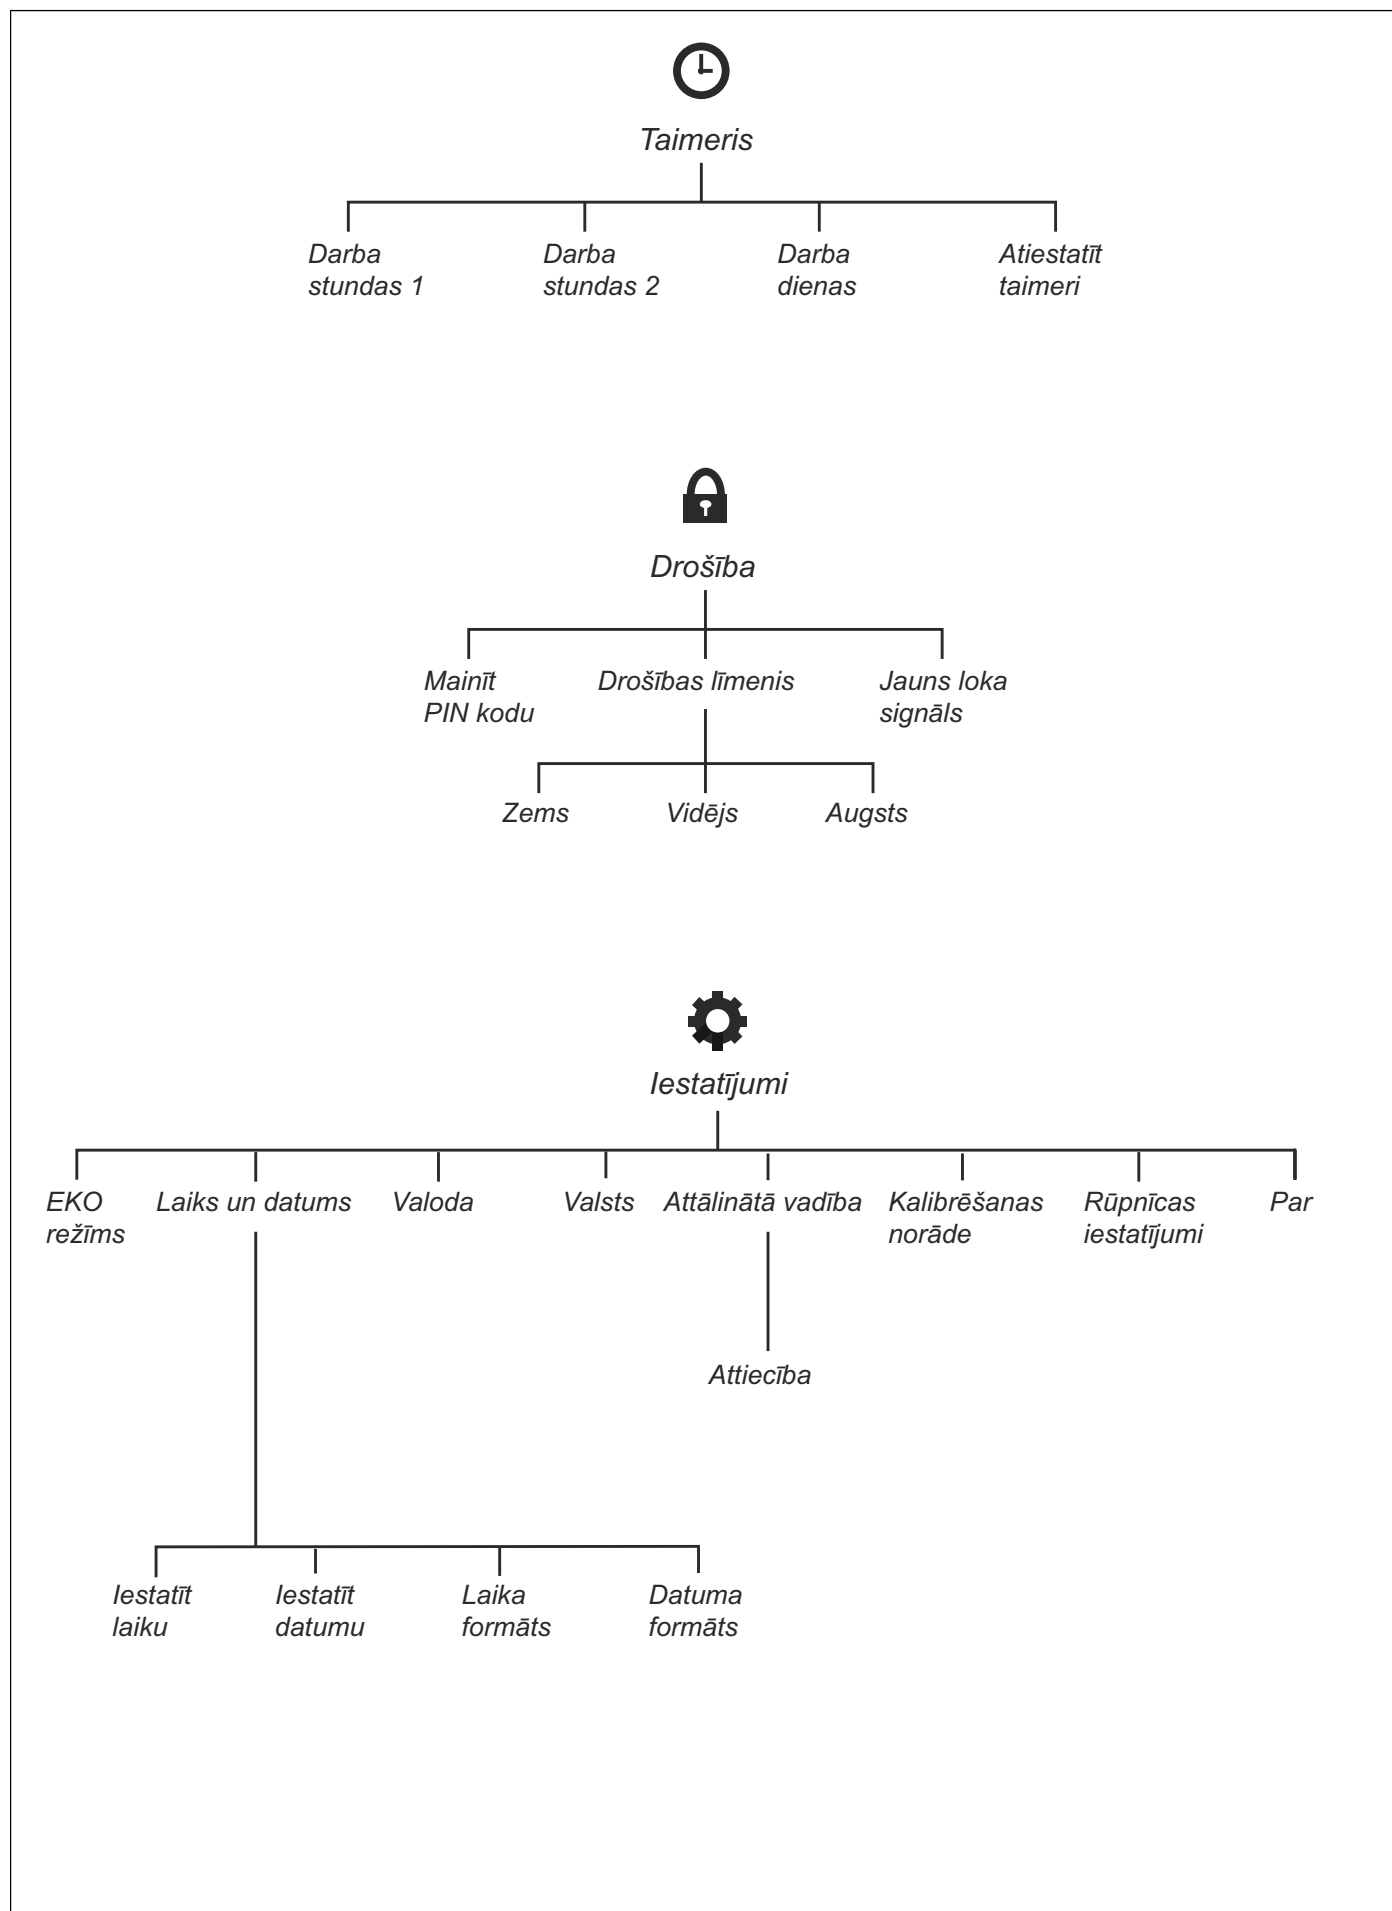 Taimeris
Darba
stundas 1
Darba
stundas 2
Darba
dienas
Atiestatīt
taimeri
Drošība
Mainīt
PIN kodu
Drošības līmenis
Jauns loka
signāls
Zems
Vidējs
Augsts
Iestatījumi
EKO
režīms
Laiks un datums
Valoda
Valsts
Attālinātā vadība
Kalibrēšanas
norāde
Rūpnīcas
iestatījumi
Par
Attiecība
Iestatīt
laiku
Iestatīt
datumu
Laika
formāts
Datuma
formāts